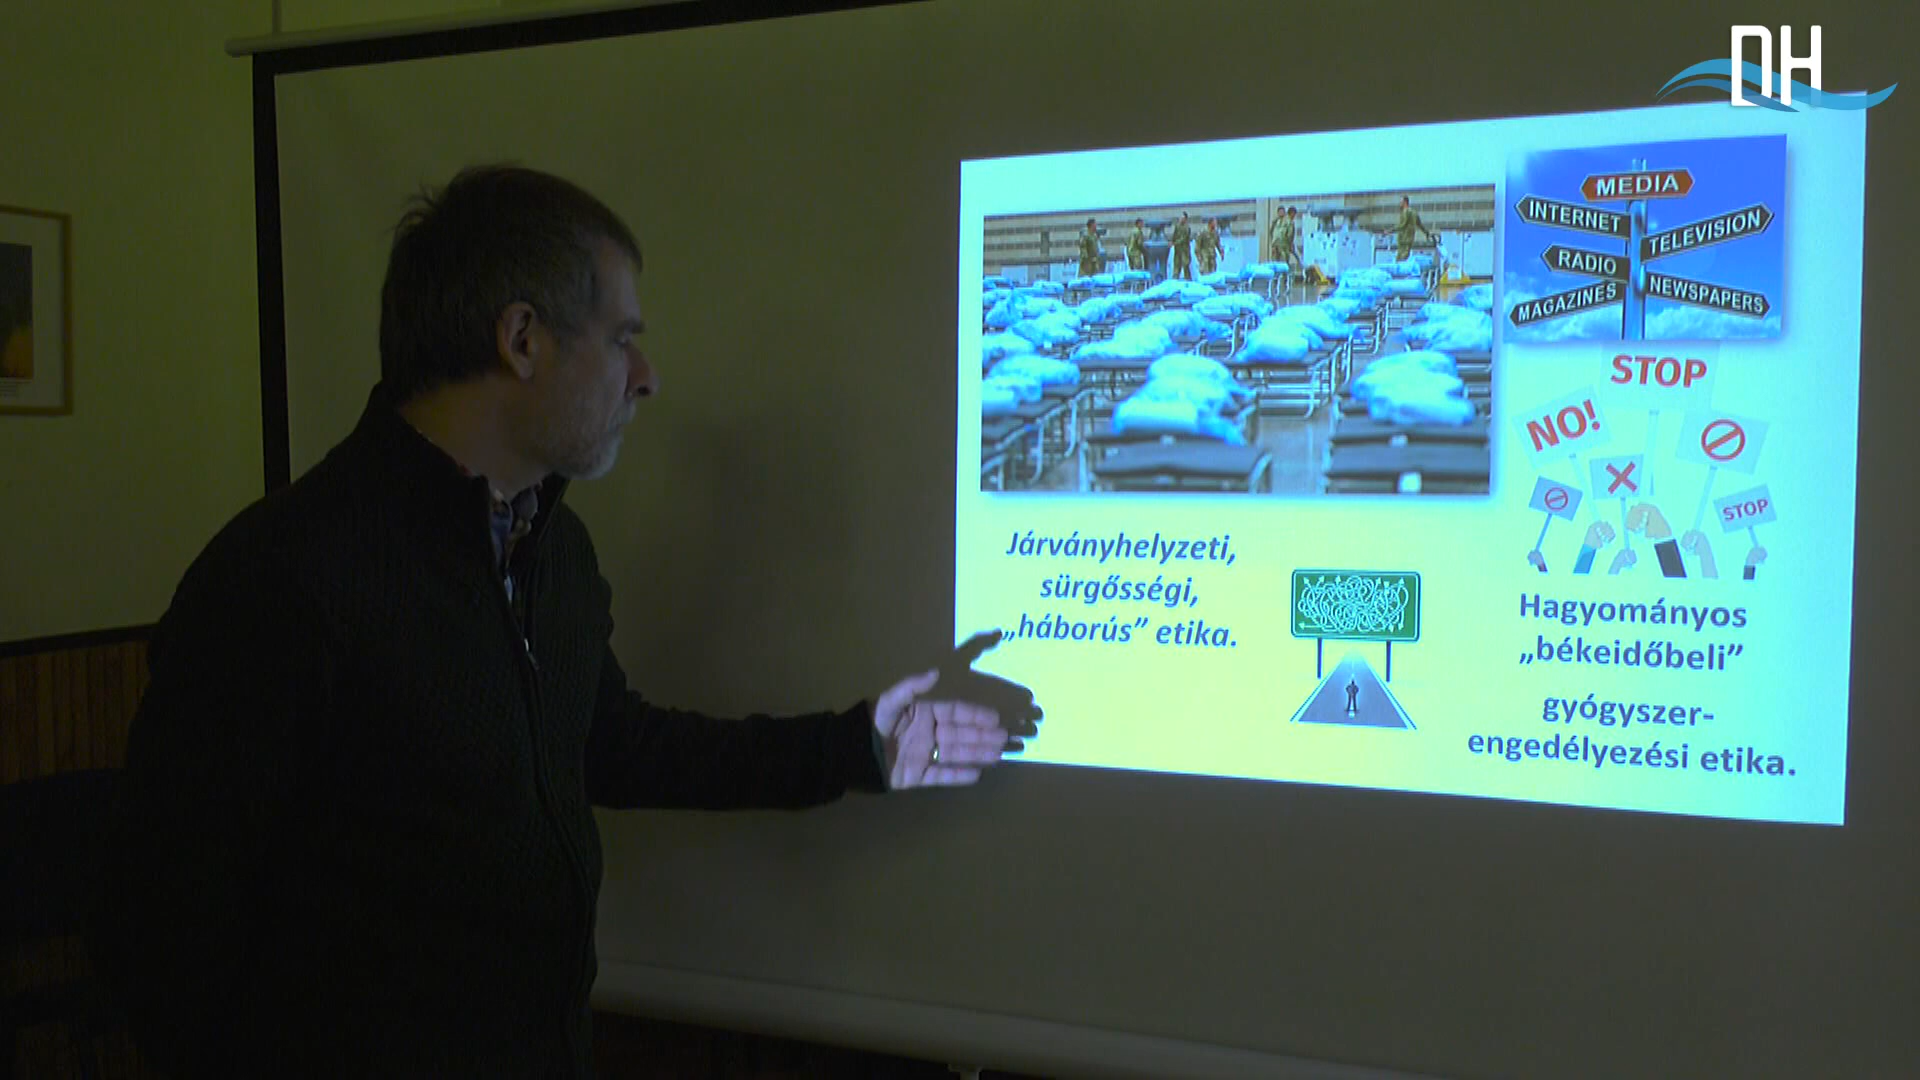 DH
MEDIA
INTERNET
TELEVISION
RADIO
MAGAZINES
NEWSPAPERS
STOP
NO!
STOP
Járványhelyzeti,
sürgősségi,
„háborús” etika.
Hagyományos
„békeidőbeli”
gyógyszer-
engedélyezési etika.